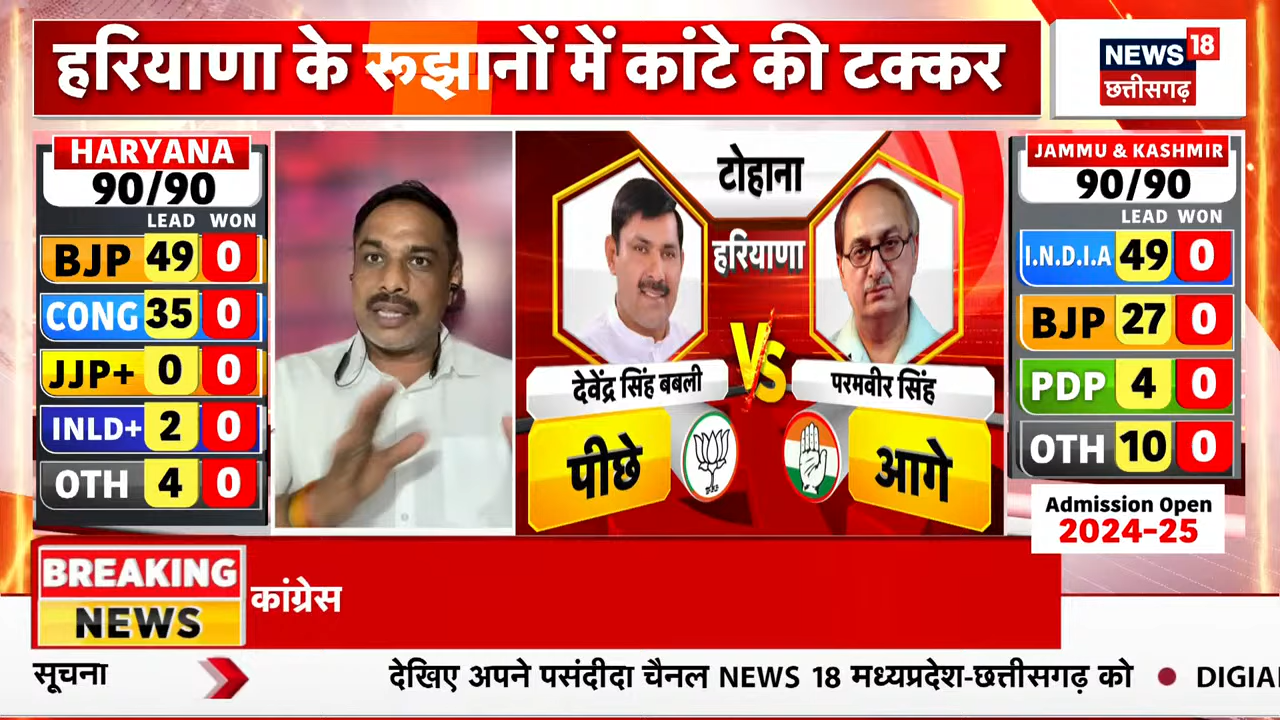 हरियाणा के रूझानों में कांटे की टक्कर
NEWS 18
छत्तीसगढ़
HARYANA
90/90
LEAD WON
BJP 49 0
CONG 35 0
JJP+ 0 0
INLD+ 2 0
OTH 4 0
टोहाना
हरियाणा
VS
देवेंद्र सिंह बबली
परमवीर सिंह
पीछे
आगे
JAMMU & KASHMIR
90/90
LEAD WON
I.N.D.I.A 49 0
BJP 27 0
PDP 4 0
OTH 10 0
Admission Open
2024-25
BREAKING
NEWS
कांग्रेस
सूचना
देखिए अपने पसंदीदा चैनल NEWS 18 मध्यप्रदेश-छत्तीसगढ़ को • DIGIA